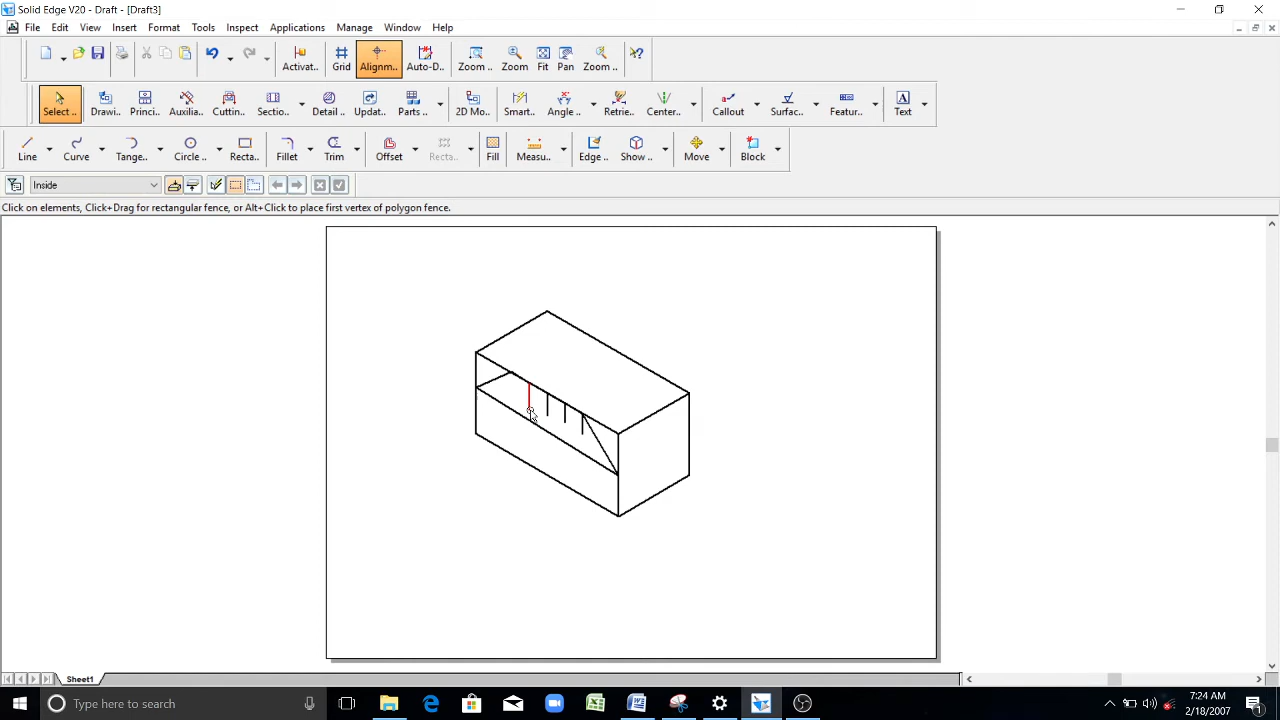 Solid Edge V20 - Draft - [Draft3]
File Edit View Insert Format Tools Inspect Applications Manage Window Help
Activat.. Grid Alignm.. Auto-D.. Zoom .. Zoom Fit Pan Zoom ..
Select .. Drawi.. Princi.. Auxilia.. Cuttin.. Sectio.. Detail .. Updat.. Parts .. 2D Mo.. Smart.. Angle .. Retrie.. Center.. Callout Surfac.. Featur.. Text
Line Curve Tange.. Circle .. Recta.. Fillet Trim Offset Recta.. Fill Measu.. Edge .. Show .. Move Block
Inside
Click on elements, Click+Drag for rectangular fence, or Alt+Click to place first vertex of polygon fence.
Sheet1
Type here to search
7:24 AM
2/18/2007